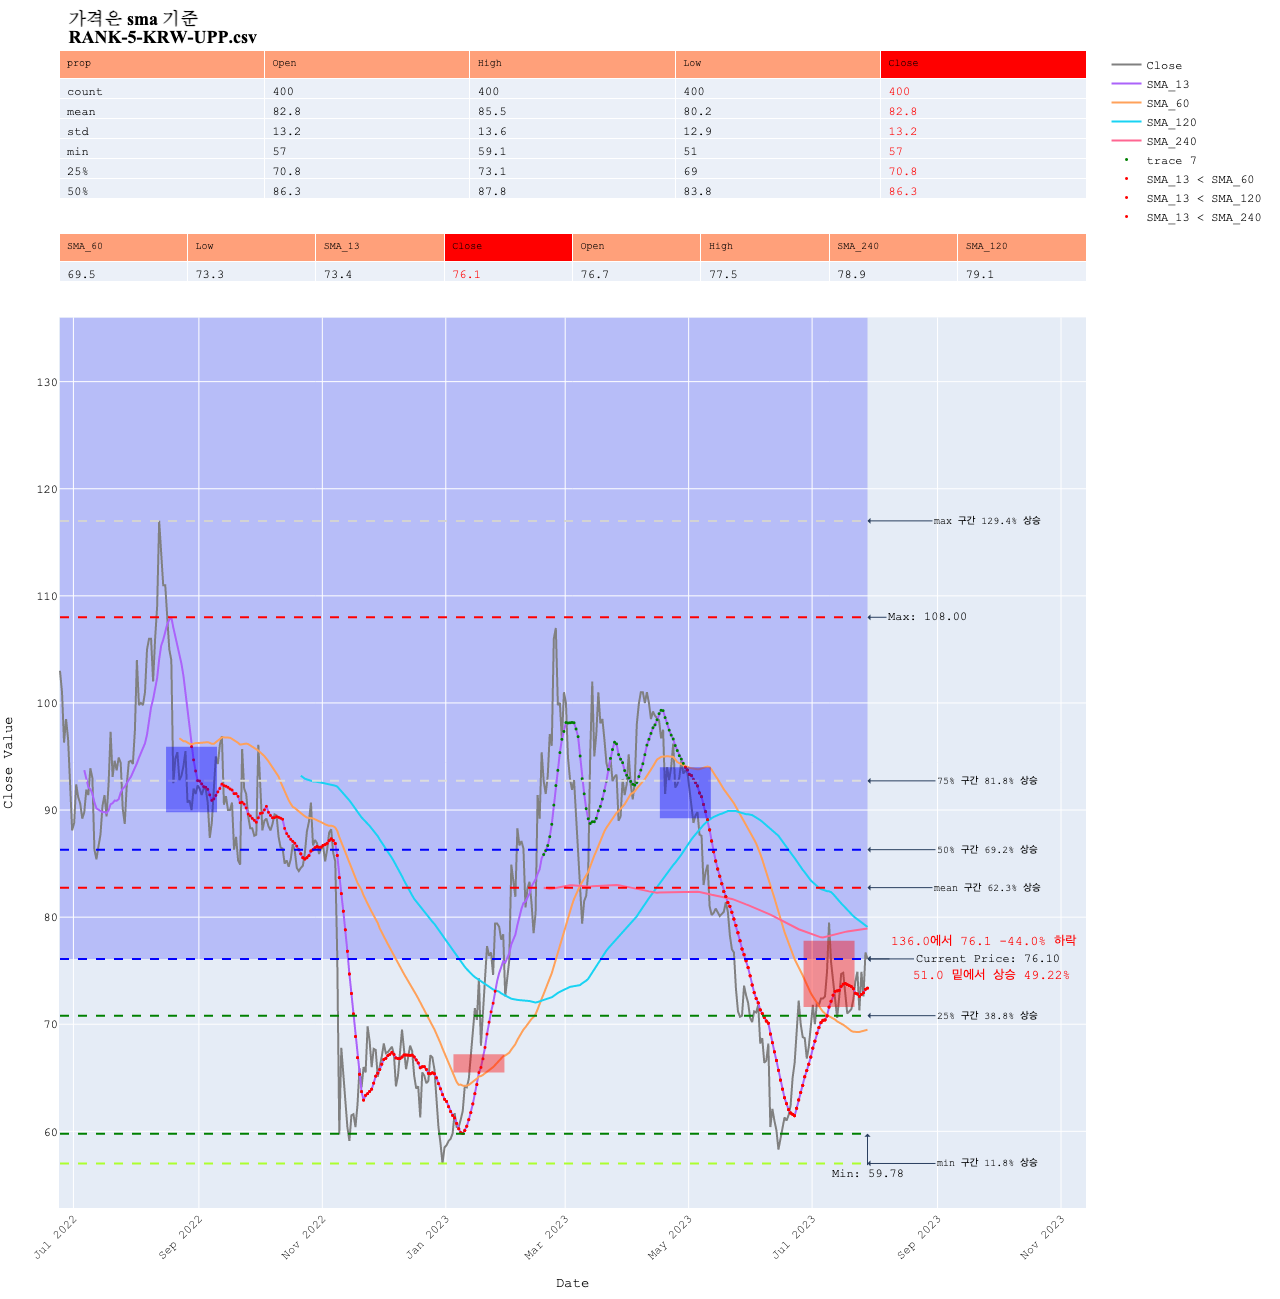 가격은 sma 기준
RANK-5-KRW-UPP.csv
prop Open High Low Close
count 400 400 400 400
mean 82.8 85.5 80.2 82.8
std 13.2 13.6 12.9 13.2
min 57 59.1 51 57
25% 70.8 73.1 69 70.8
50% 86.3 87.8 83.8 86.3
Close
SMA_13
SMA_60
SMA_120
SMA_240
trace 7
SMA_13 < SMA_60
SMA_13 < SMA_120
SMA_13 < SMA_240
SMA_60 Low SMA_13 Close Open High SMA_240 SMA_120
69.5 73.3 73.4 76.1 76.7 77.5 78.9 79.1
130
120
110
100
90
80
70
60
Close Value
max 구간 129.4% 상승
Max: 108.00
75% 구간 81.8% 상승
50% 구간 69.2% 상승
mean 구간 62.3% 상승
136.0에서 76.1 -44.0% 하락
Current Price: 76.10
51.0 밑에서 상승 49.22%
25% 구간 38.8% 상승
min 구간 11.8% 상승
Min: 59.78
Jul 2022
Sep 2022
Nov 2022
Jan 2023
Mar 2023
May 2023
Jul 2023
Sep 2023
Nov 2023
Date